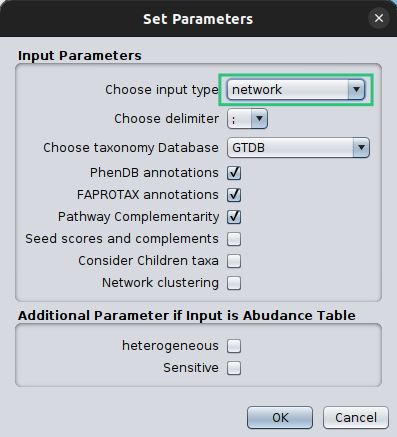 Set Parameters
Input Parameters
Choose input type network
Choose delimiter ;
Choose taxonomy Database GTDB
PhenDB annotations
FAPROTAX annotations
Pathway Complementarity
Seed scores and complements
Consider Children taxa
Network clustering
Additional Parameter if Input is Abudance Table
heterogeneous
Sensitive
OK Cancel